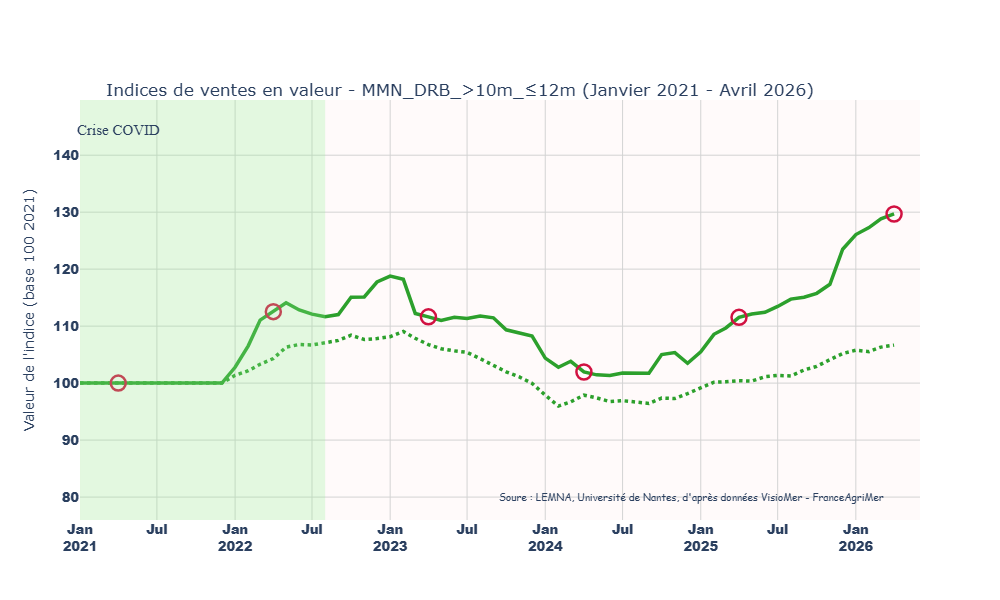 Indices de ventes en valeur - MMN_DRB_>10m_≤12m (Janvier 2021 - Avril 2026)
Crise COVID
Valeur de l'indice (base 100 2021)
140
130
120
110
100
90
80
Soure : LEMNA, Université de Nantes, d'après données VisioMer - FranceAgriMer
Jan Jul Jan Jul Jan Jul Jan Jul Jan Jul Jan
2021 2022 2023 2024 2025 2026